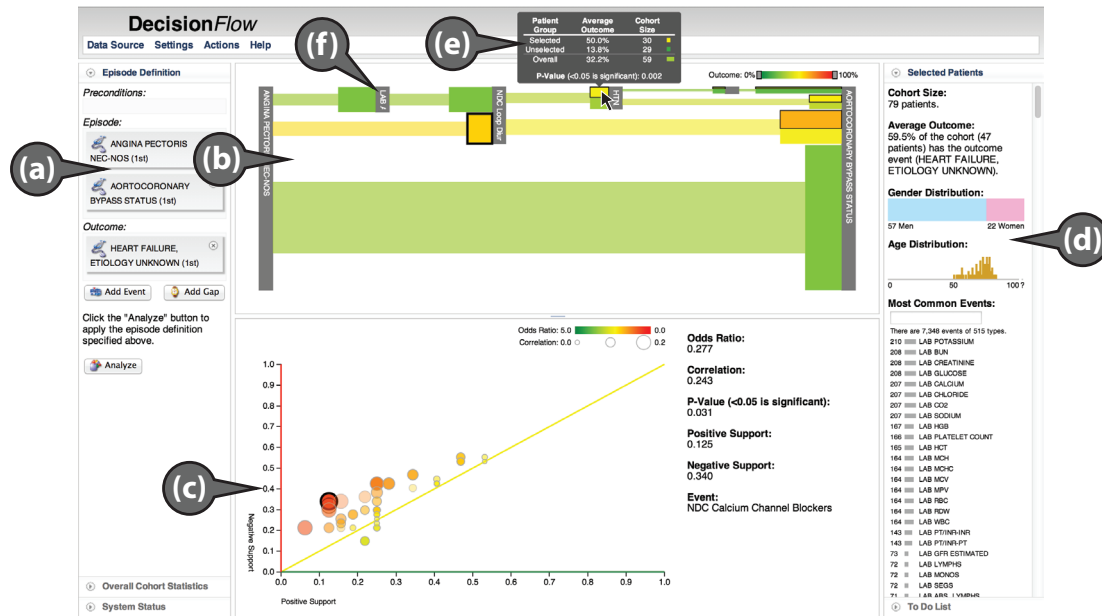 DecisionFlow
Data Source Settings Actions Help
Episode Definition
Preconditions:
Episode:
ANGINA PECTORIS
NEC-NOS (1st)
AORTOCORONARY
BYPASS STATUS (1st)
Outcome:
HEART FAILURE,
ETIOLOGY UNKNOWN (1st)
Add Event
Add Gap
Click the "Analyze" button to
apply the episode definition
specified above.
Analyze
Overall Cohort Statistics
System Status
(a)
(b)
(c)
(d)
(e)
(f)
Patient Group Average Outcome Cohort Size
Selected 50.0% 30
Unselected 13.8% 29
Overall 32.2% 59
P-Value (<0.05 is significant): 0.002
Outcome: 0% 100%
ANGINA PECTORIS NEC-NOS
LAB
NDC Loop Diur
HTN
AORTOCORONARY BYPASS STATUS
Odds Ratio: 5.0 0.0
Correlation: 0.0 0.2
1.0
0.9
0.8
0.7
0.6
0.5
0.4
0.3
0.2
0.1
0.0
Negative Support
0.0 0.1 0.2 0.3 0.4 0.5 0.6 0.7 0.8 0.9 1.0
Positive Support
Odds Ratio:
0.277
Correlation:
0.243
P-Value (<0.05 is significant):
0.031
Positive Support:
0.125
Negative Support:
0.340
Event:
NDC Calcium Channel Blockers
Selected Patients
Cohort Size:
79 patients.
Average Outcome:
59.5% of the cohort (47
patients) has the outcome
event (HEART FAILURE,
ETIOLOGY UNKNOWN).
Gender Distribution:
57 Men 22 Women
Age Distribution:
0 50 100 ?
Most Common Events:
There are 7,348 events of 515 types.
210 LAB POTASSIUM
208 LAB BUN
208 LAB CREATININE
208 LAB GLUCOSE
207 LAB CALCIUM
207 LAB CHLORIDE
207 LAB CO2
207 LAB SODIUM
167 LAB HGB
166 LAB PLATELET COUNT
165 LAB HCT
164 LAB MCH
164 LAB MCHC
164 LAB MCV
164 LAB MPV
164 LAB RBC
164 LAB RDW
164 LAB WBC
143 LAB PT/INR-INR
143 LAB PT/INR-PT
73 LAB GFR ESTIMATED
72 LAB LYMPHS
72 LAB MONOS
72 LAB SEGS
71 LAB ABS. LYMPHS
To Do List